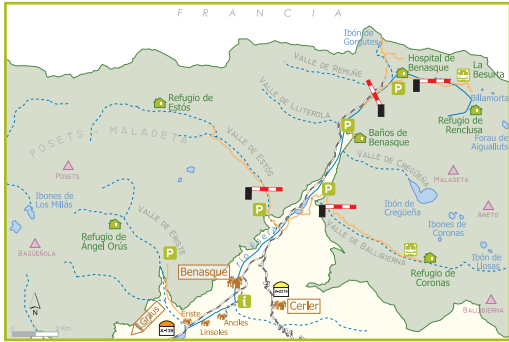 FRANCIA
Ibón de
Gorgutes
Hospital de
Benasque
La
Besurta
VALLE DE REMUÑE
Billamorta
Refugio de
Estós
VALLE DE LLITEROLA
P
P
Refugio de
Renclusa
Forau de
Aigualluts
POSETS - MALADETA
Baños de
Benasque
VALLE DE ESTÓS
VALLE DE CREGÜEÑA
POSETS
MALADETA
Ibones de
Los Millás
P
P
Ibón de
Cregüeña
ANETO
Ibones de
Coronas
VALLE DE ERISTE
Refugio de
Ángel Orús
VALLE DE BALLIBIERNA
BAGÜEÑOLA
P
Río Ésera
Refugio de
Coronas
Ibón de
Llosas
Benasque
A-2216
i
Cerler
BALLIBIERNA
N
Graus
Eriste
Anciles
Linsoles
A-139
0
2 Km